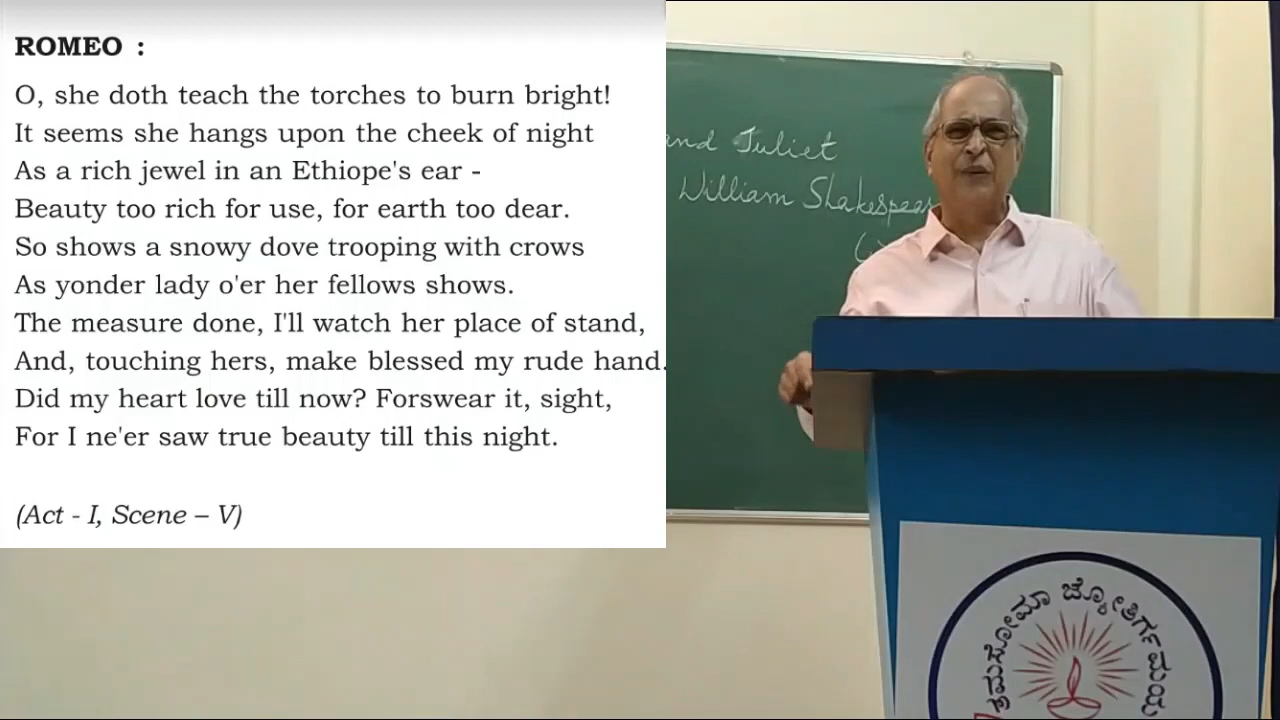 ROMEO :
O, she doth teach the torches to burn bright!
It seems she hangs upon the cheek of night
As a rich jewel in an Ethiope's ear -
Beauty too rich for use, for earth too dear.
So shows a snowy dove trooping with crows
As yonder lady o'er her fellows shows.
The measure done, I'll watch her place of stand,
And, touching hers, make blessed my rude hand.
Did my heart love till now? Forswear it, sight,
For I ne'er saw true beauty till this night.
(Act - I, Scene – V)
and Juliet
William Shakespear
ತಮಸೋಮಾ ಜ್ಯೋತಿರ್ಗಮಯ